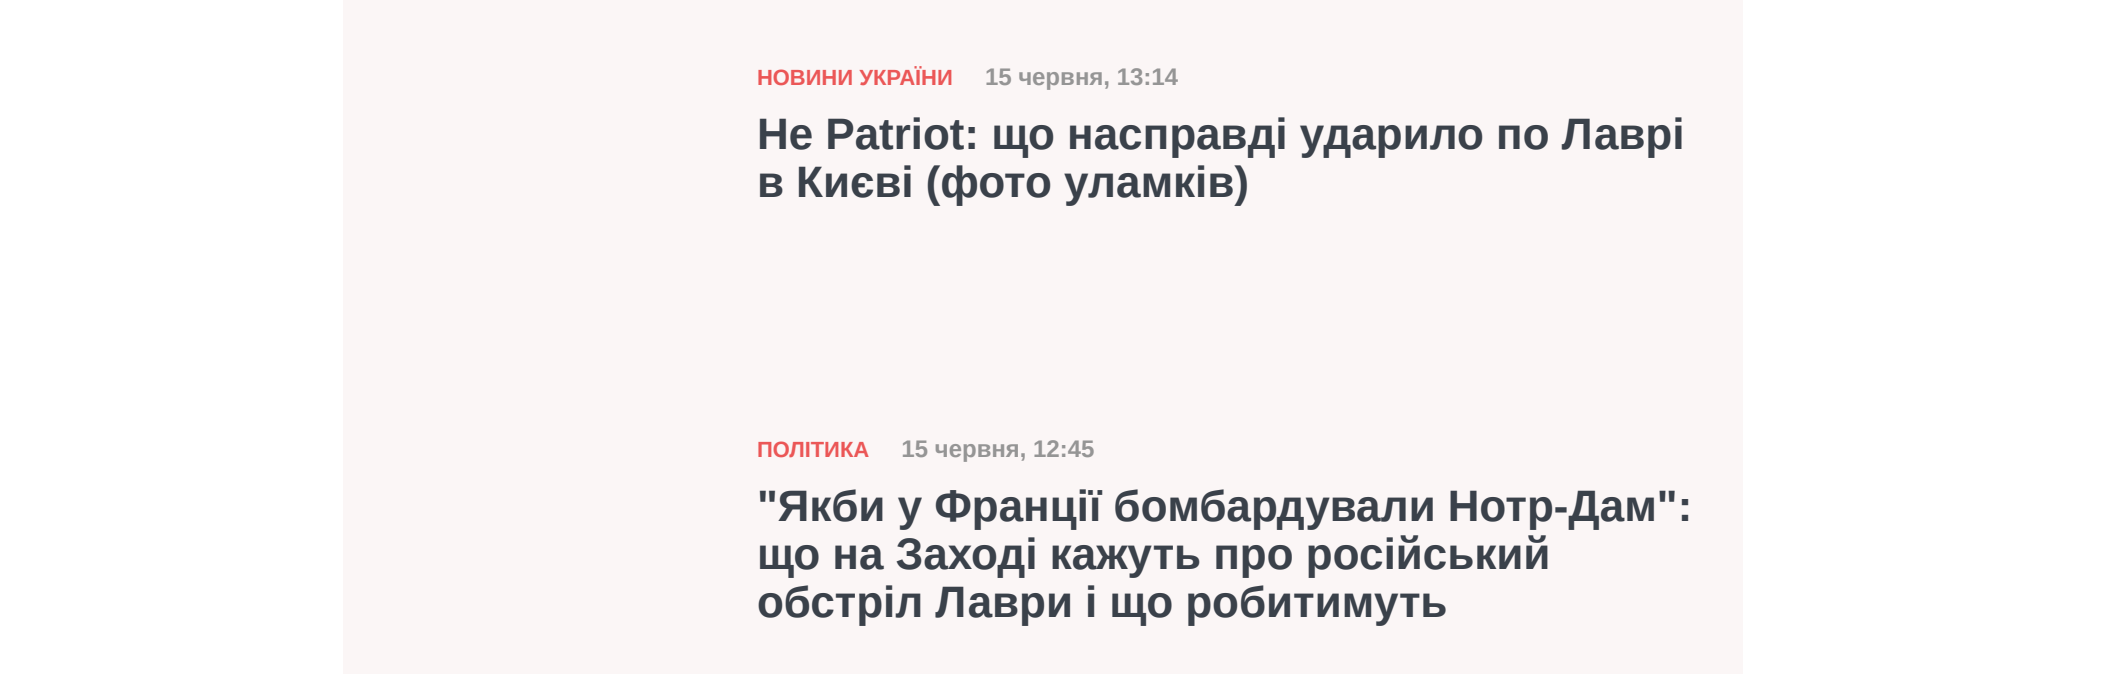 НОВИНИ УКРАЇНИ 15 червня, 13:14
Не Patriot: що насправді ударило по Лаврі
в Києві (фото уламків)
ПОЛІТИКА 15 червня, 12:45
"Якби у Франції бомбардували Нотр-Дам":
що на Заході кажуть про російський
обстріл Лаври і що робитимуть